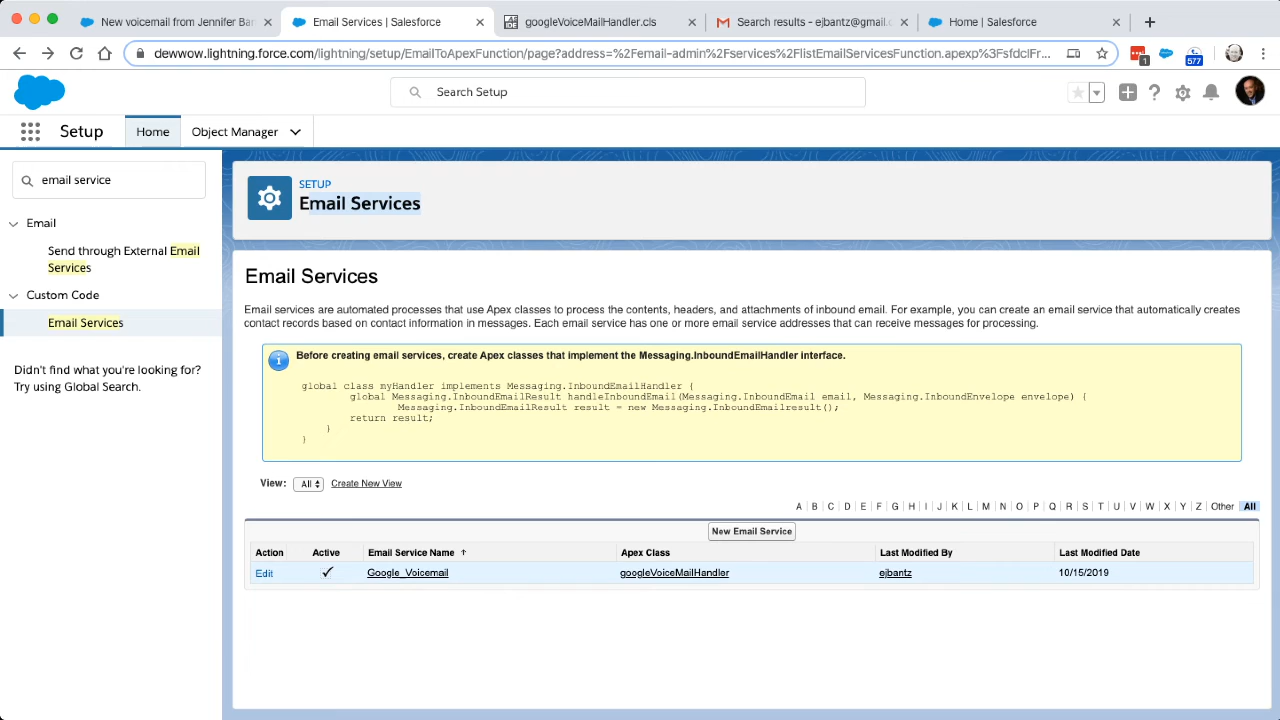 New voicemail from Jennifer Ba
Email Services | Salesforce
googleVoiceMailHandler.cls
Search results - ejbantz@gmail.c
Home | Salesforce
dewwow.lightning.force.com/lightning/setup/EmailToApexFunction/page?address=%2Femail-admin%2Fservices%2FlistEmailServicesFunction.apexp%3FsfdcIFr...
1
577
Search Setup
Setup
Home
Object Manager
email service
Email
Send through External Email
Services
Custom Code
Email Services
Didn't find what you're looking for?
Try using Global Search.
SETUP
Email Services
Email Services
Email services are automated processes that use Apex classes to process the contents, headers, and attachments of inbound email. For example, you can create an email service that automatically creates
contact records based on contact information in messages. Each email service has one or more email service addresses that can receive messages for processing.
Before creating email services, create Apex classes that implement the Messaging.InboundEmailHandler interface.
global class myHandler implements Messaging.InboundEmailHandler {
global Messaging.InboundEmailResult handleInboundEmail(Messaging.InboundEmail email, Messaging.InboundEnvelope envelope) {
Messaging.InboundEmailResult result = new Messaging.InboundEmailresult();
return result;
}
}
View: All Create New View
A | B | C | D | E | F | G | H | I | J | K | L | M | N | O | P | Q | R | S | T | U | V | W | X | Y | Z | Other All
New Email Service
Action Active Email Service Name ↑ Apex Class Last Modified By Last Modified Date
Edit ✓ Google_Voicemail googleVoiceMailHandler ejbantz 10/15/2019